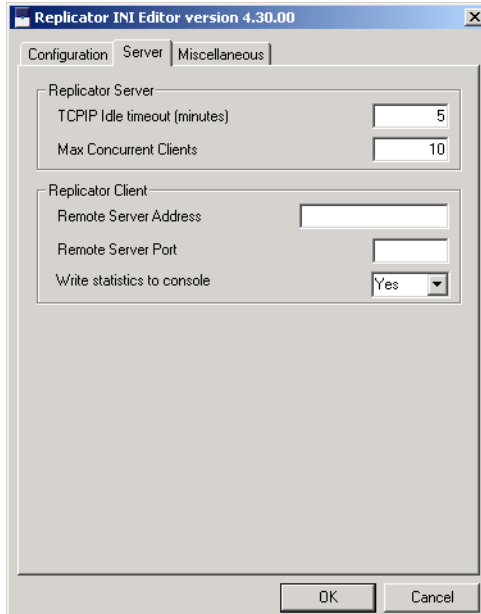 Replicator INI Editor version 4.30.00
Configuration Server Miscellaneous
Replicator Server
TCPIP Idle timeout (minutes) 5
Max Concurrent Clients 10
Replicator Client
Remote Server Address
Remote Server Port
Write statistics to console Yes
OK Cancel